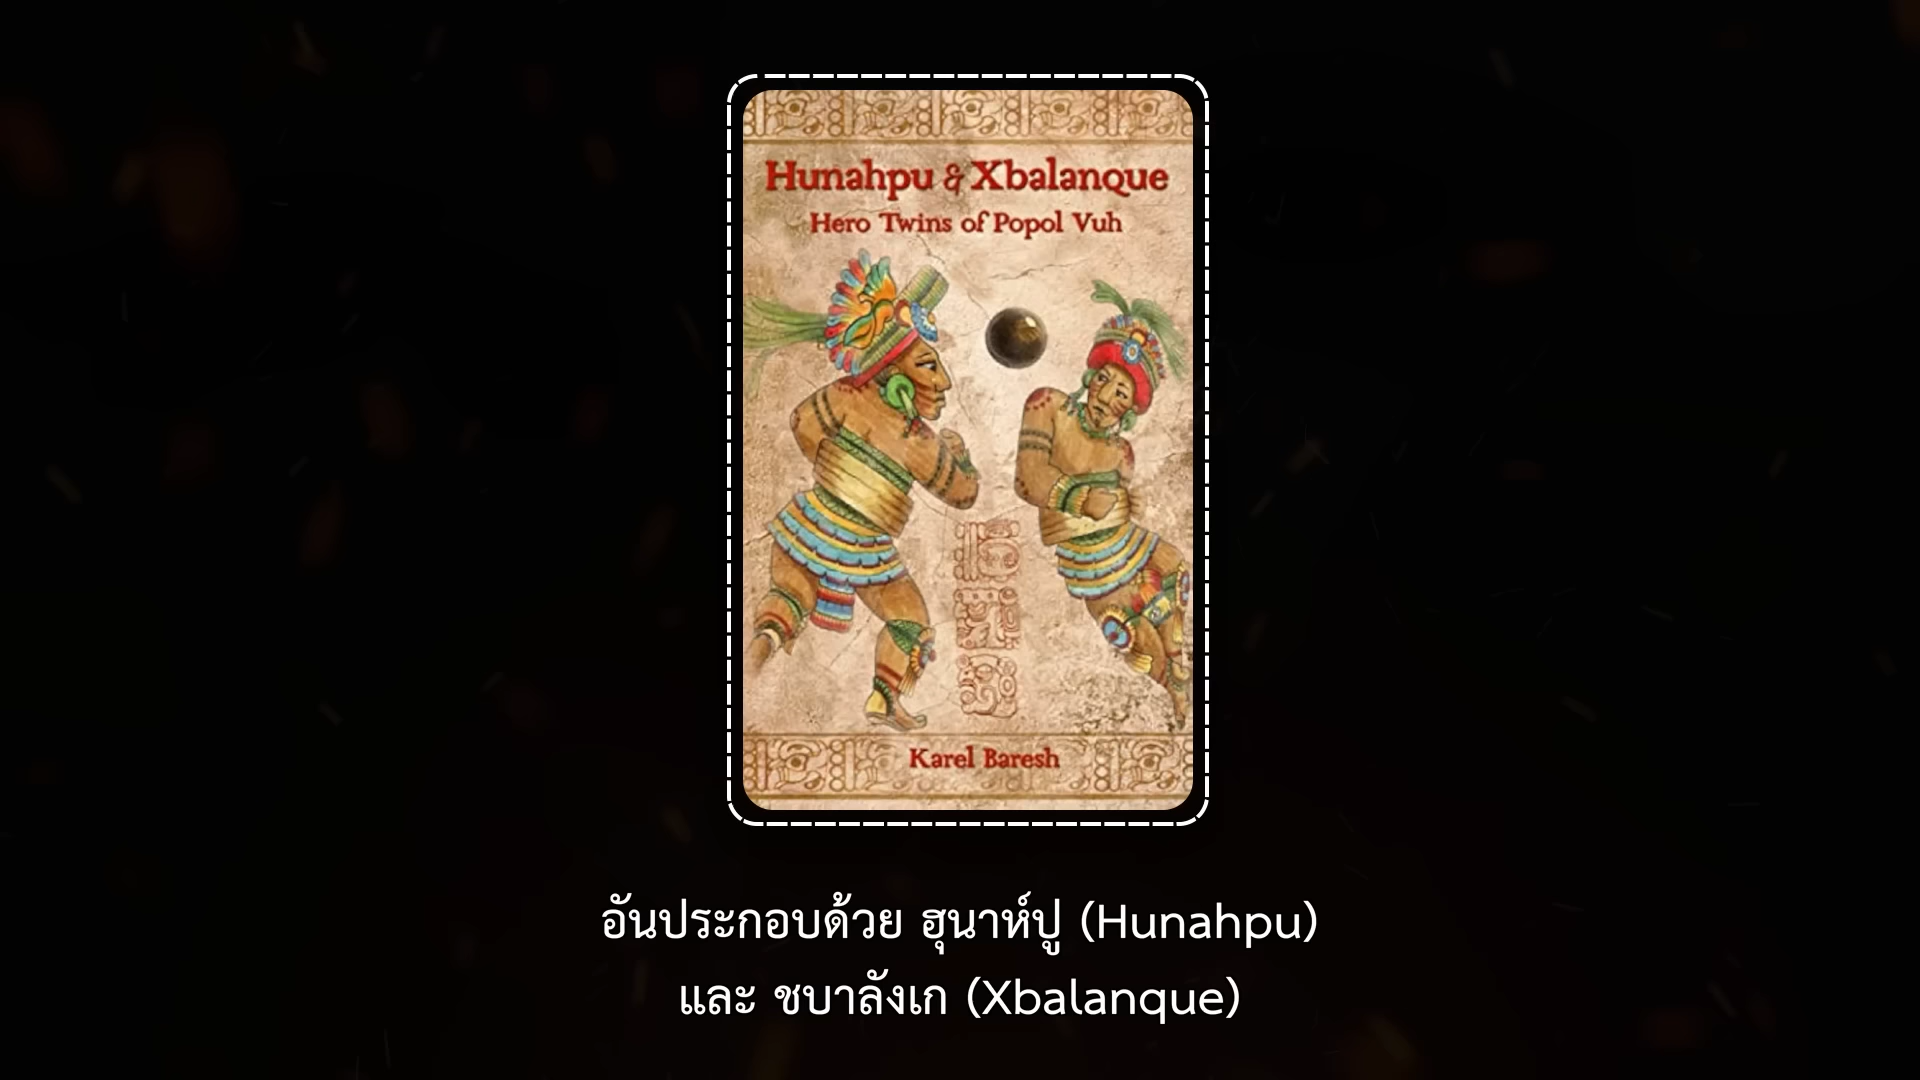 Hunahpu & Xbalanque
Hero Twins of Popol Vuh
Karel Baresh
อันประกอบด้วย ฮุนาห์ปู (Hunahpu)
และ ชบาลังเก (Xbalanque)